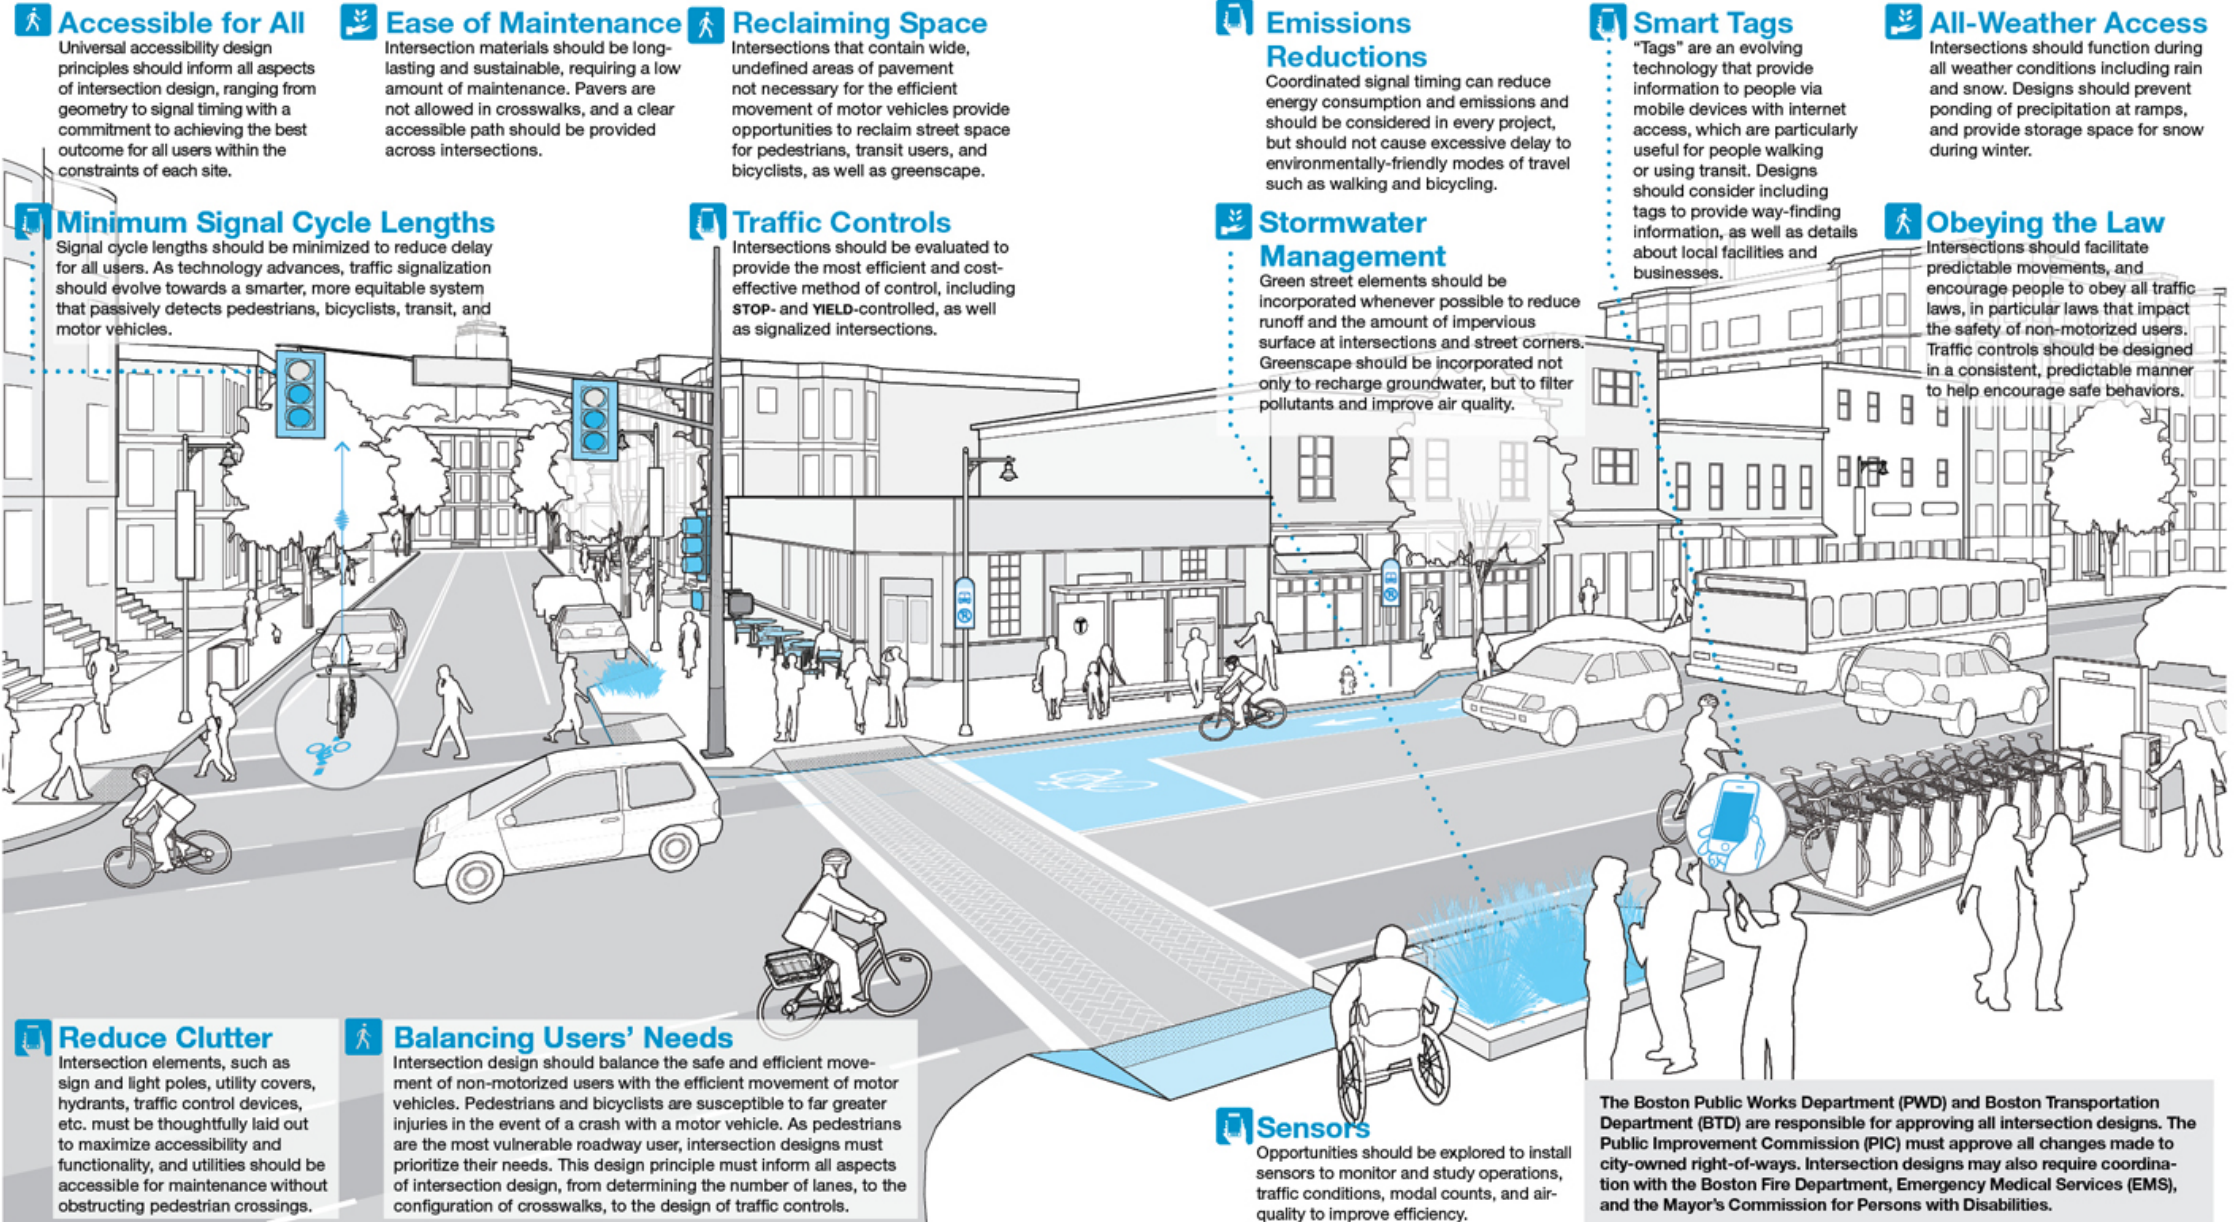 Accessible for All
Universal accessibility design
principles should inform all aspects
of intersection design, ranging from
geometry to signal timing with a
commitment to achieving the best
outcome for all users within the
constraints of each site.
Ease of Maintenance
Intersection materials should be long-
lasting and sustainable, requiring a low
amount of maintenance. Pavers are
not allowed in crosswalks, and a clear
accessible path should be provided
across intersections.
Reclaiming Space
Intersections that contain wide,
undefined areas of pavement
not necessary for the efficient
movement of motor vehicles provide
opportunities to reclaim street space
for pedestrians, transit users, and
bicyclists, as well as greenscape.
Emissions
Reductions
Coordinated signal timing can reduce
energy consumption and emissions and
should be considered in every project,
but should not cause excessive delay to
environmentally-friendly modes of travel
such as walking and bicycling.
Smart Tags
“Tags” are an evolving
technology that provide
information to people via
mobile devices with internet
access, which are particularly
useful for people walking
or using transit. Designs
should consider including
tags to provide way-finding
information, as well as details
about local facilities and
businesses.
All-Weather Access
Intersections should function during
all weather conditions including rain
and snow. Designs should prevent
ponding of precipitation at ramps,
and provide storage space for snow
during winter.
Minimum Signal Cycle Lengths
Signal cycle lengths should be minimized to reduce delay
for all users. As technology advances, traffic signalization
should evolve towards a smarter, more equitable system
that passively detects pedestrians, bicyclists, transit, and
motor vehicles.
Traffic Controls
Intersections should be evaluated to
provide the most efficient and cost-
effective method of control, including
STOP- and YIELD-controlled, as well
as signalized intersections.
Stormwater
Management
Green street elements should be
incorporated whenever possible to reduce
runoff and the amount of impervious
surface at intersections and street corners.
Greenscape should be incorporated not
only to recharge groundwater, but to filter
pollutants and improve air quality.
Obeying the Law
Intersections should facilitate
predictable movements, and
encourage people to obey all traffic
laws, in particular laws that impact
the safety of non-motorized users.
Traffic controls should be designed
in a consistent, predictable manner
to help encourage safe behaviors.
T
Reduce Clutter
Intersection elements, such as
sign and light poles, utility covers,
hydrants, traffic control devices,
etc. must be thoughtfully laid out
to maximize accessibility and
functionality, and utilities should be
accessible for maintenance without
obstructing pedestrian crossings.
Balancing Users’ Needs
Intersection design should balance the safe and efficient move-
ment of non-motorized users with the efficient movement of motor
vehicles. Pedestrians and bicyclists are susceptible to far greater
injuries in the event of a crash with a motor vehicle. As pedestrians
are the most vulnerable roadway user, intersection designs must
prioritize their needs. This design principle must inform all aspects
of intersection design, from determining the number of lanes, to the
configuration of crosswalks, to the design of traffic controls.
Sensors
Opportunities should be explored to install
sensors to monitor and study operations,
traffic conditions, modal counts, and air-
quality to improve efficiency.
The Boston Public Works Department (PWD) and Boston Transportation
Department (BTD) are responsible for approving all intersection designs. The
Public Improvement Commission (PIC) must approve all changes made to
city-owned right-of-ways. Intersection designs may also require coordina-
tion with the Boston Fire Department, Emergency Medical Services (EMS),
and the Mayor’s Commission for Persons with Disabilities.